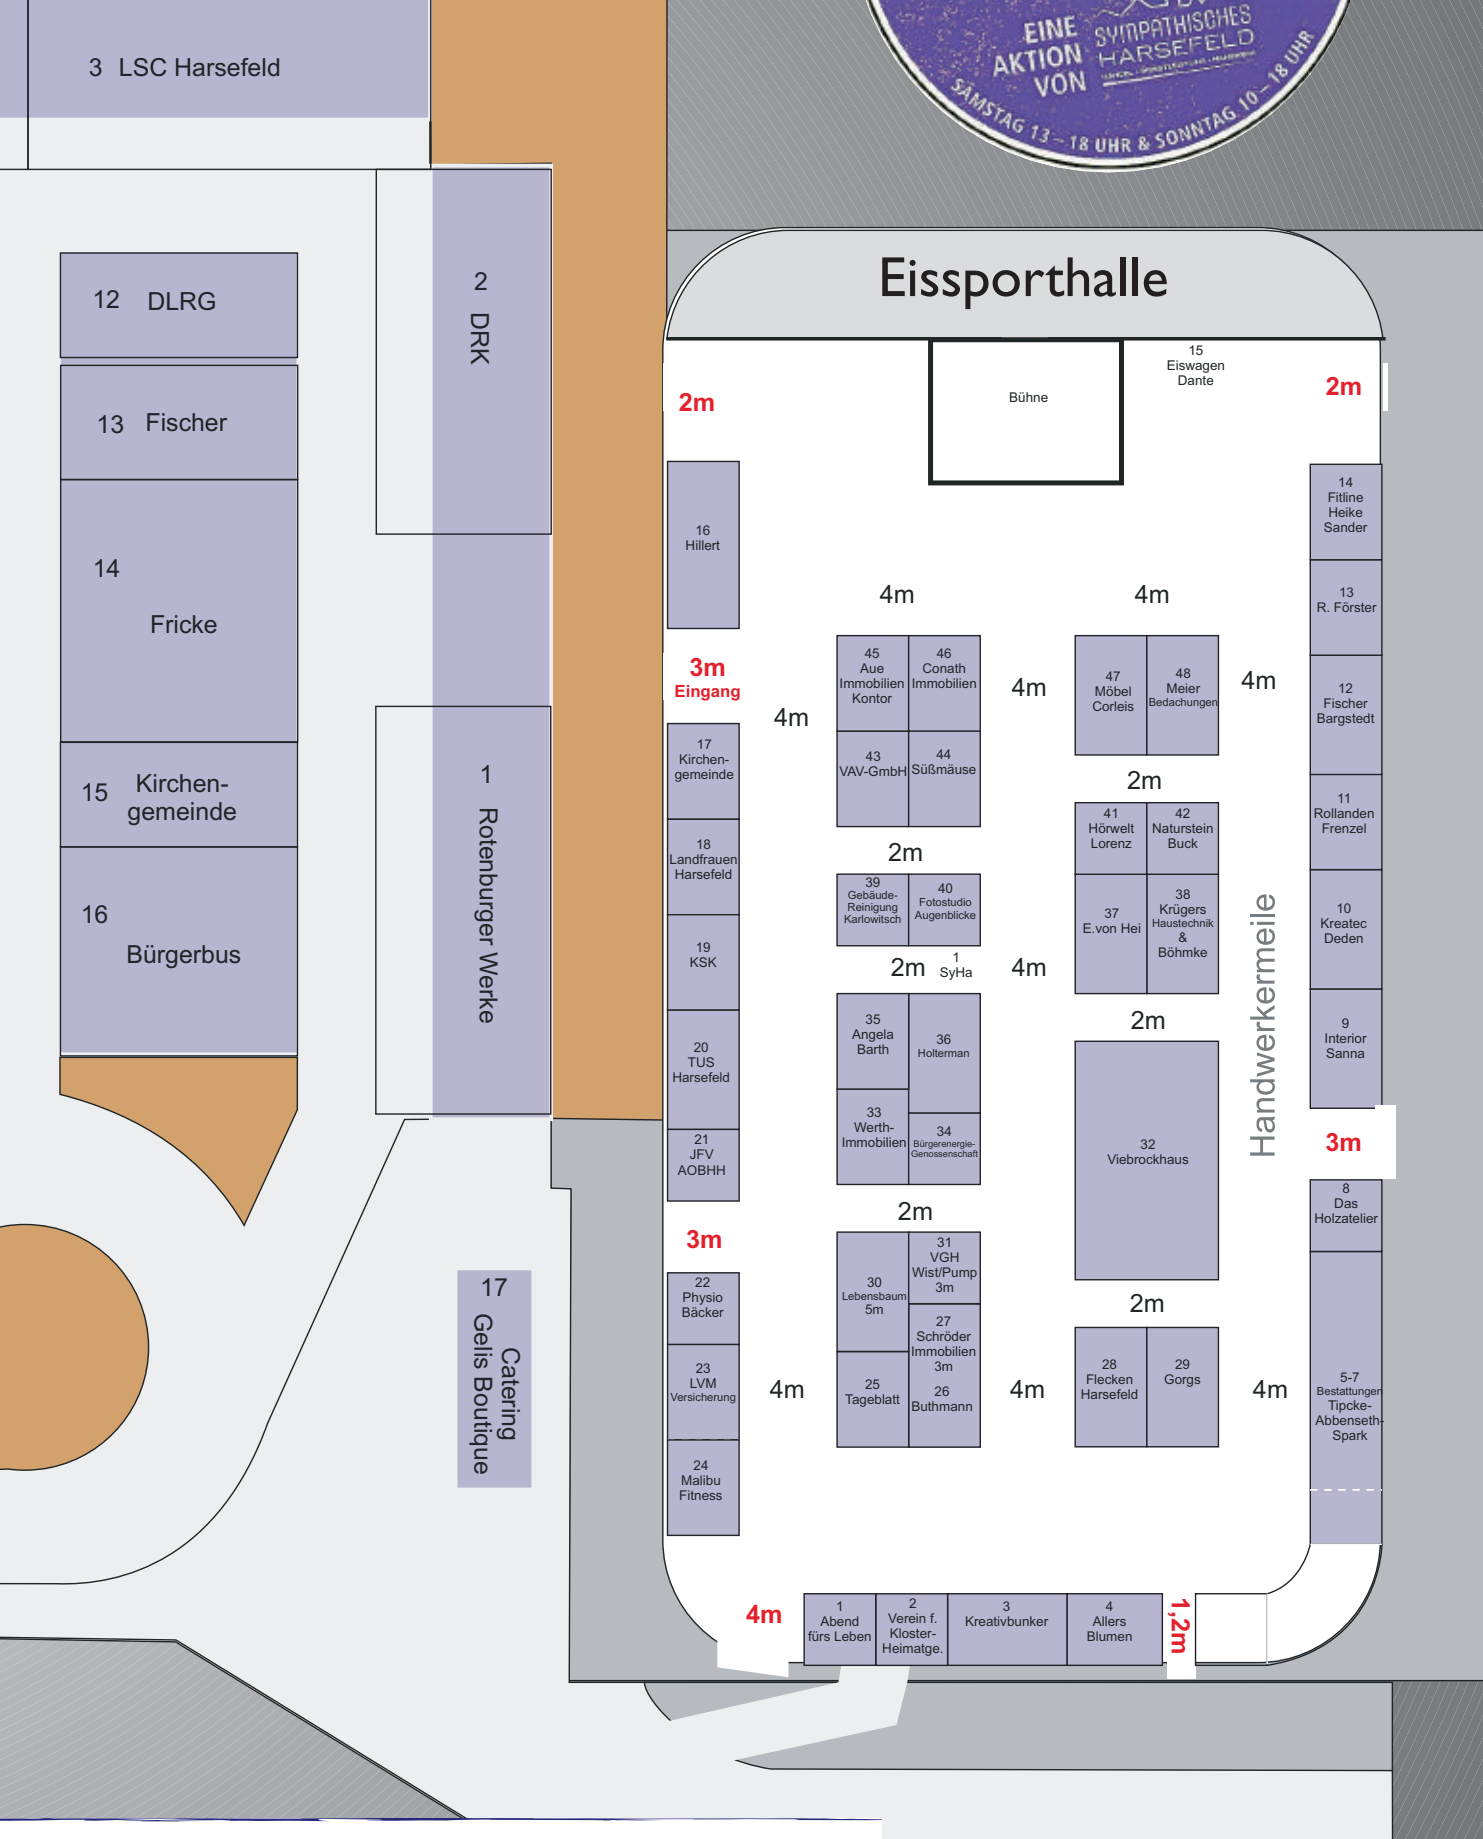 3 LSC Harsefeld
EINE
AKTION
VON
SYMPATHISCHES
HARSEFELD
SAMSTAG 13–18 UHR & SONNTAG 10–18 UHR
12 DLRG
13 Fischer
14
Fricke
15 Kirchen-
gemeinde
16
Bürgerbus
2 DRK
1 Rotenburger Werke
17 Catering
Gelis Boutique
Eissporthalle
Bühne
15
Eiswagen
Dante
2m
2m
16
Hillert
3m
Eingang
17
Kirchen-
gemeinde
18
Landfrauen
Harsefeld
19
KSK
20
TUS
Harsefeld
21
JFV
AOBHH
3m
22
Physio
Bäcker
23
LVM
Versicherung
24
Malibu
Fitness
4m
4m
4m
4m
4m
4m
45
Aue
Immobilien
Kontor
46
Conath
Immobilien
43
VAV-GmbH
44
Süßmäuse
2m
39
Gebäude-
Reinigung
Karlowitsch
40
Fotostudio
Augenblicke
2m
1
SyHa
4m
35
Angela
Barth
36
Holterman
33
Werth-
Immobilien
34
Bürgerenergie-
Genossenschaft
2m
30
Lebensbaum
5m
31
VGH
Wist/Pump
3m
27
Schröder
Immobilien
3m
25
Tageblatt
26
Buthmann
4m
4m
47
Möbel
Corleis
48
Meier
Bedachungen
2m
41
Hörwelt
Lorenz
42
Naturstein
Buck
37
E.von Hei
38
Krügers
Haustechnik
&
Böhmke
2m
32
Viebrockhaus
2m
28
Flecken
Harsefeld
29
Gorgs
4m
Handwerkermeile
14
Fitline
Heike
Sander
13
R. Förster
12
Fischer
Bargstedt
11
Rollanden
Frenzel
10
Kreatec
Deden
9
Interior
Sanna
3m
8
Das
Holzatelier
5-7
Bestattungen
Tipcke-
Abbenseth-
Spark
1
Abend
fürs Leben
2
Verein f.
Kloster-
Heimatge.
3
Kreativbunker
4
Allers
Blumen
1,2m